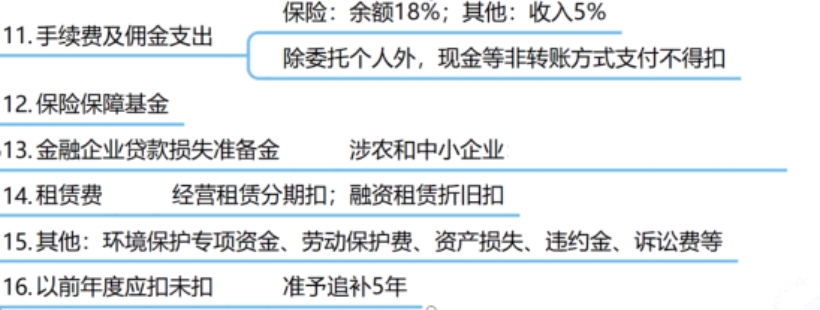 保险：余额18%；其他：收入5%
11.手续费及佣金支出
除委托个人外，现金等非转账方式支付不得扣
12.保险保障基金
13.金融企业贷款损失准备金 涉农和中小企业
14.租赁费 经营租赁分期扣；融资租赁折旧扣
15.其他：环境保护专项资金、劳动保护费、资产损失、违约金、诉讼费等
16.以前年度应扣未扣 准予追补5年